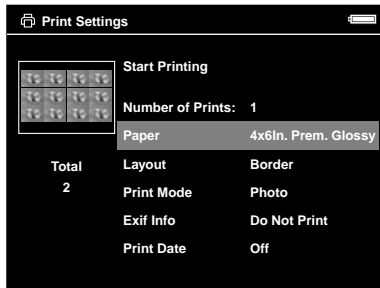 Print Settings
Start Printing
Number of Prints: 1
Paper 4x6In. Prem. Glossy
Total
2
Layout Border
Print Mode Photo
Exif Info Do Not Print
Print Date Off